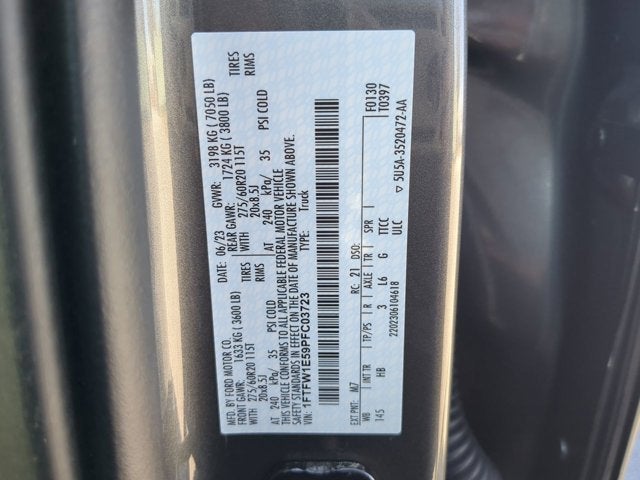 MFD. BY FORD MOTOR CO.
DATE: 06/23 GVWR: 3198 KG ( 7050 LB)
FRONT GAWR: 1633 KG ( 3600 LB) REAR GAWR: 1724 KG ( 3800 LB)
WITH 275/60R20 115T TIRES WITH 275/60R20 115T TIRES
20x8.5J RIMS 20x8.5J RIMS
AT 240 kPa/ 35 PSI COLD AT 240 kPa/ 35 PSI COLD
THIS VEHICLE CONFORMS TO ALL APPLICABLE FEDERAL MOTOR VEHICLE
SAFETY STANDARDS IN EFFECT ON THE DATE OF MANUFACTURE SHOWN ABOVE.
VIN: 1FTFW1E59PFC03723 TYPE: Truck
F0130
T0397
EXT PNT: M7 RC: 21 DSO:
WB INT TR TP/PS R AXLE TR SPR
145 HB 3 L6 G TTCC
ULC
2202306104618
5U5A-3520472-AA